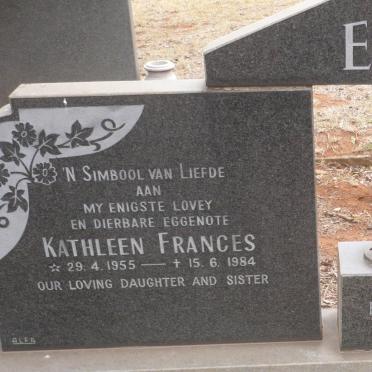 E
'N SIMBOOL VAN LIEFDE
AAN
MY ENIGSTE LOVEY
EN DIERBARE EGGENOTE
KATHLEEN FRANCES
☆ 29. 4. 1955 — + 15. 6. 1984
OUR LOVING DAUGHTER AND SISTER
ALFA